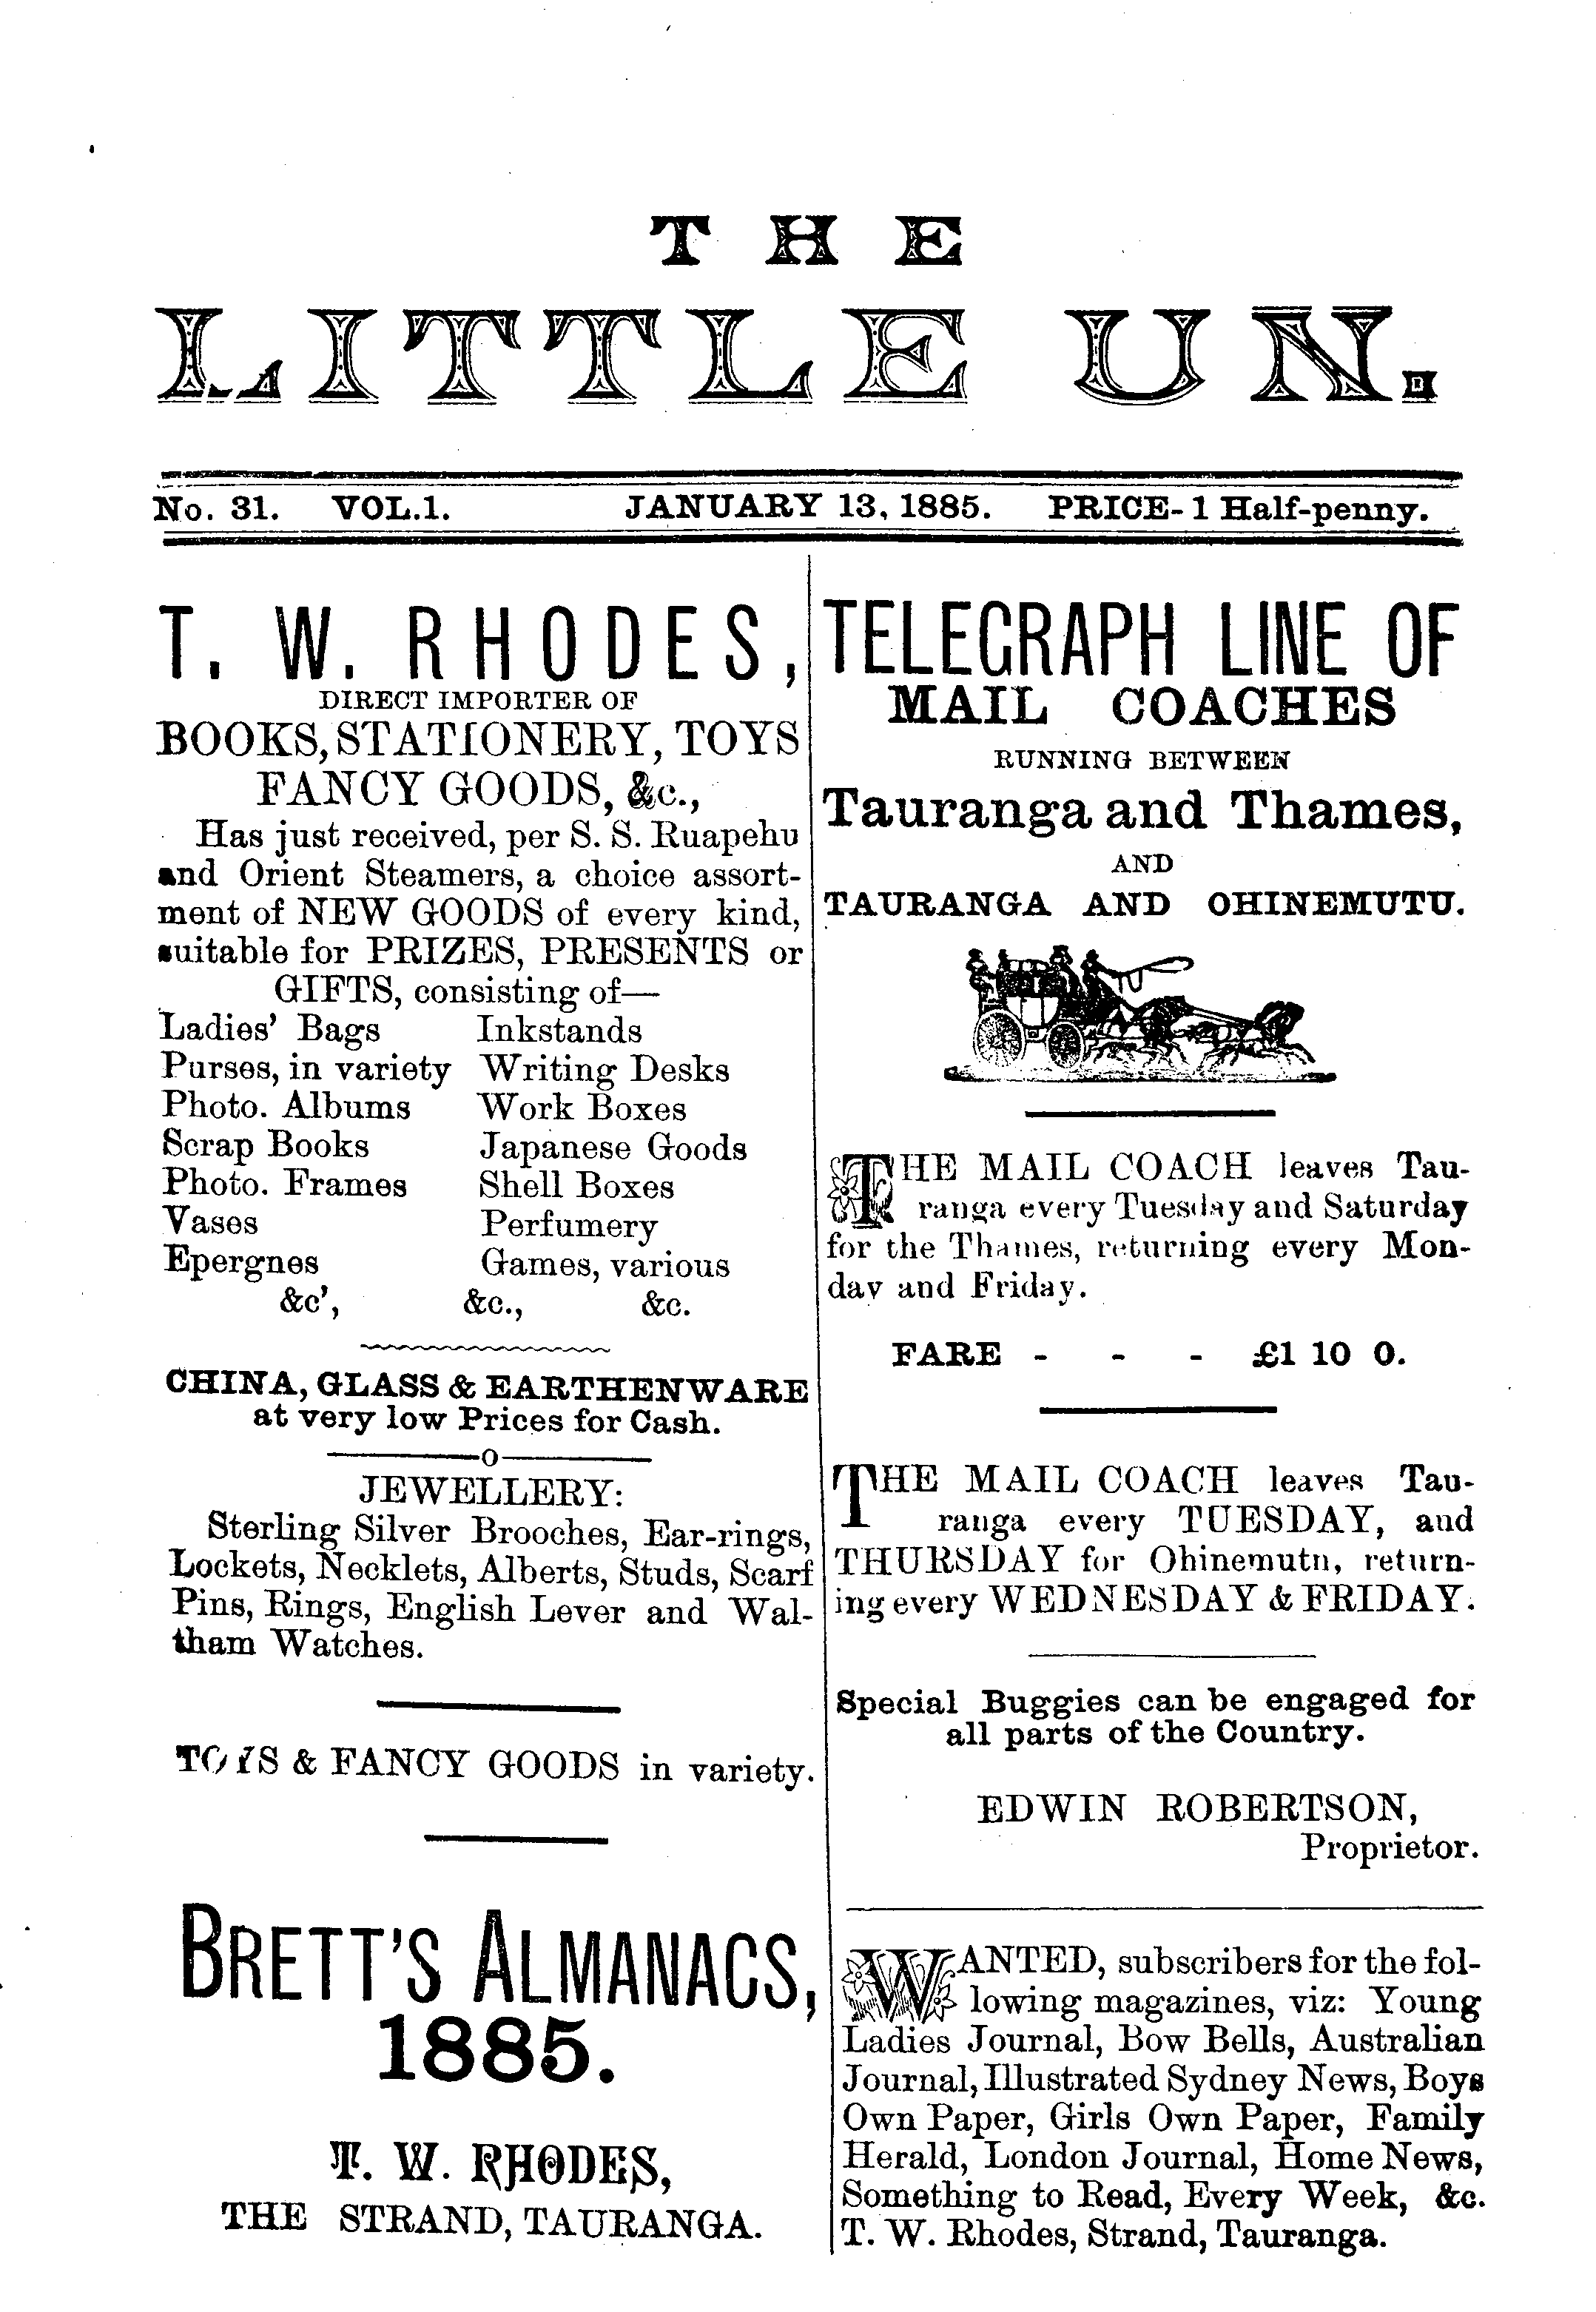 THE
LITTLE UN.
No. 31. VOL.1. JANUARY 13, 1885. PRICE- 1 Half-penny.
T. W. RHODES,
DIRECT IMPORTER OF
BOOKS, STATIONERY, TOYS
FANCY GOODS, &c.,
Has just received, per S. S. Ruapehu
and Orient Steamers, a choice assort-
ment of NEW GOODS of every kind,
suitable for PRIZES, PRESENTS or
GIFTS, consisting of—
Ladies' Bags Inkstands
Purses, in variety Writing Desks
Photo. Albums Work Boxes
Scrap Books Japanese Goods
Photo. Frames Shell Boxes
Vases Perfumery
Epergnes Games, various
&c', &c., &c.
CHINA, GLASS & EARTHENWARE
at very low Prices for Cash.
O
JEWELLERY:
Sterling Silver Brooches, Ear-rings,
Lockets, Necklets, Alberts, Studs, Scarf
Pins, Rings, English Lever and Wal-
tham Watches.
TOYS & FANCY GOODS in variety.
BRETT'S ALMANACS,
1885.
T. W. RHODES,
THE STRAND, TAURANGA.
TELEGRAPH LINE OF
MAIL COACHES
RUNNING BETWEEN
Tauranga and Thames,
AND
TAURANGA AND OHINEMUTU.
THE MAIL COACH leaves Tau-
ranga every Tuesday and Saturday
for the Thames, returning every Mon-
day and Friday.
FARE - - - £1 10 0.
THE MAIL COACH leaves Tau-
ranga every TUESDAY, and
THURSDAY for Ohinemutu, return-
ing every WEDNESDAY & FRIDAY.
Special Buggies can be engaged for
all parts of the Country.
EDWIN ROBERTSON,
Proprietor.
WANTED, subscribers for the fol-
lowing magazines, viz: Young
Ladies Journal, Bow Bells, Australian
Journal, Illustrated Sydney News, Boys
Own Paper, Girls Own Paper, Family
Herald, London Journal, Home News,
Something to Read, Every Week, &c.
T. W. Rhodes, Strand, Tauranga.